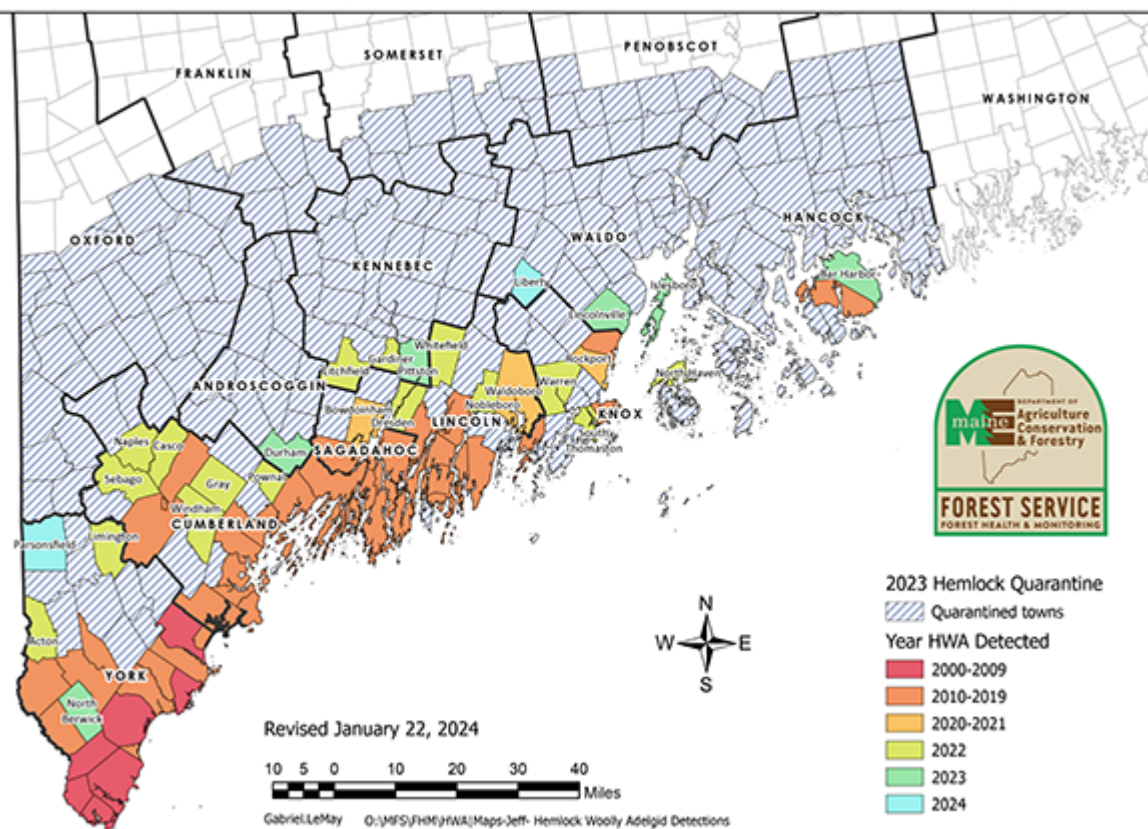 SOMERSET
PENOBSCOT
FRANKLIN
WASHINGTON
HANCOCK
OXFORD
WALDO
KENNEBEC
Bar Harbor
Liberty
Islesboro
Lincolnville
Whitefield
Gardiner
Rockport
Litchfield
Pittston
North Haven
Warren
ANDROSCOGGIN
Waldoboro
Nobleboro
Bowdoinham
KNOX
Dresden
LINCOLN
Thomaston
Naples
Casco
Durham
SAGADAHOC
Sebago
Gray
Pownal
Windham
CUMBERLAND
Limington
Parsonsfield
Acton
YORK
North
Berwick
maine
DEPARTMENT OF
Agriculture
Conservation
& Forestry
FOREST SERVICE
FOREST HEALTH & MONITORING
N
W E
S
2023 Hemlock Quarantine
Quarantined towns
Year HWA Detected
2000-2009
2010-2019
2020-2021
2022
2023
2024
Revised January 22, 2024
10 5 0 10 20 30 40
Miles
Gabriel.LeMay O:\MFS\FHM\HWA\Maps-Jeff- Hemlock Woolly Adelgid Detections